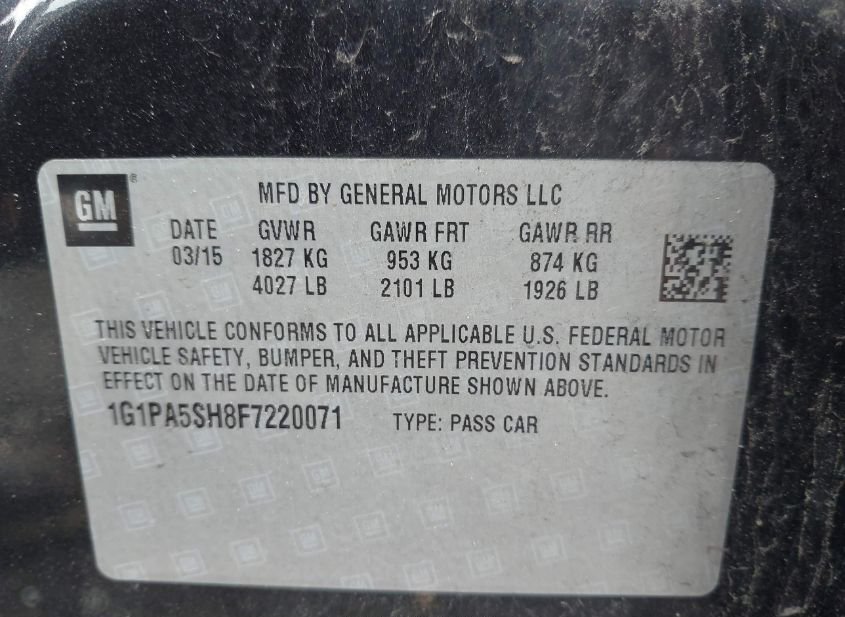 GM ®
MFD BY GENERAL MOTORS LLC
DATE GVWR GAWR FRT GAWR RR
03/15 1827 KG 953 KG 874 KG
4027 LB 2101 LB 1926 LB
THIS VEHICLE CONFORMS TO ALL APPLICABLE U.S. FEDERAL MOTOR
VEHICLE SAFETY, BUMPER, AND THEFT PREVENTION STANDARDS IN
EFFECT ON THE DATE OF MANUFACTURE SHOWN ABOVE.
1G1PA5SH8F7220071 TYPE: PASS CAR